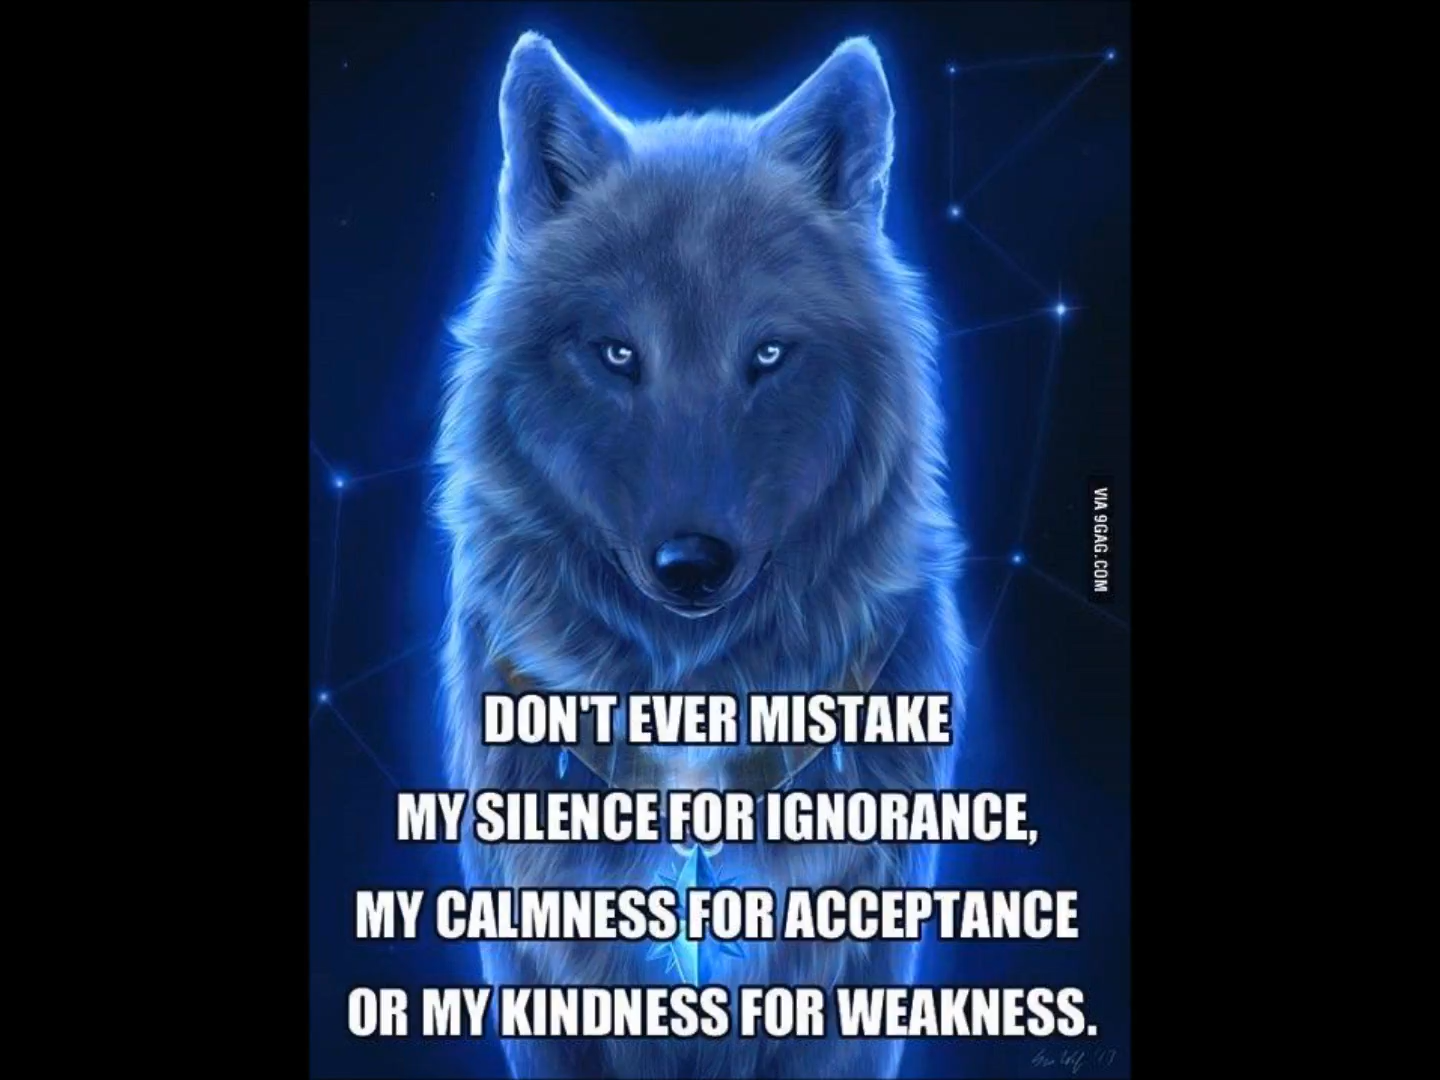 DON'T EVER MISTAKE
MY SILENCE FOR IGNORANCE,
MY CALMNESS FOR ACCEPTANCE
OR MY KINDNESS FOR WEAKNESS.
VIA 9GAG.COM